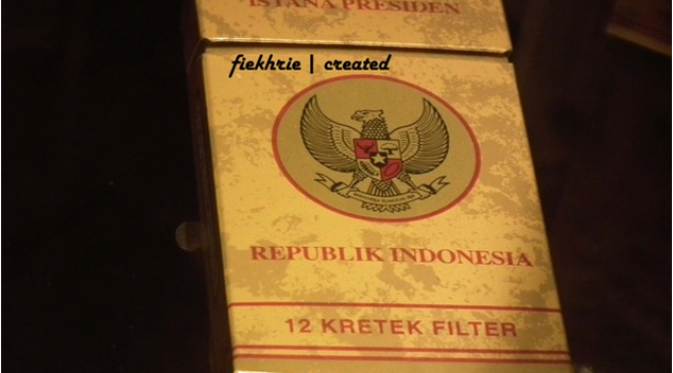 ISTANA PRESIDEN
fiekhrie | created
REPUBLIK INDONESIA
12 KRETEK FILTER